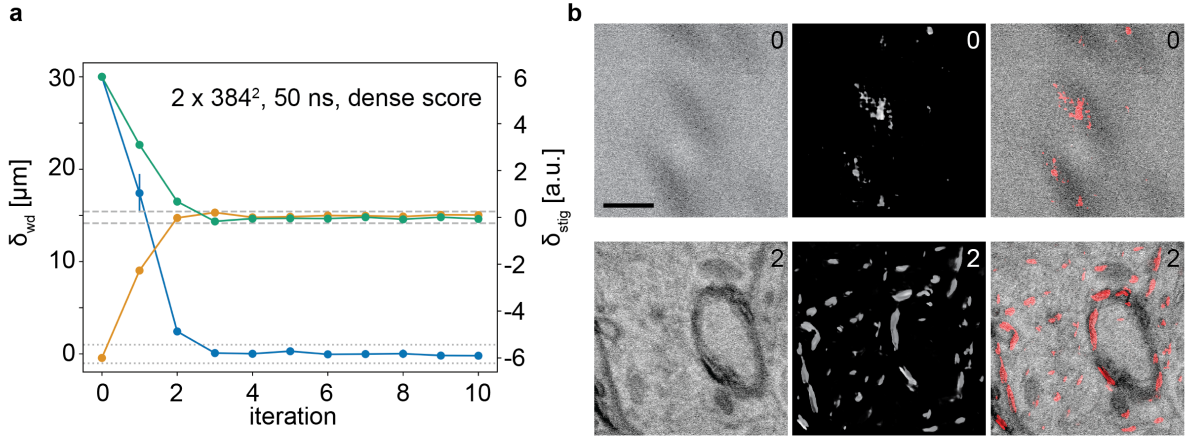 a
2 x 384², 50 ns, dense score
δwd [µm]
30
20
10
0
6
4
2
0
-2
-4
-6
δstig [a.u.]
0 2 4 6 8 10
iteration
b
0 0 0
2 2 2